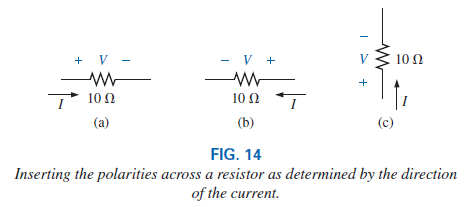 + V –
10 Ω
I
(a)
– V +
10 Ω
I
(b)
–
V
10 Ω
+
I
(c)
FIG. 14
Inserting the polarities across a resistor as determined by the direction
of the current.